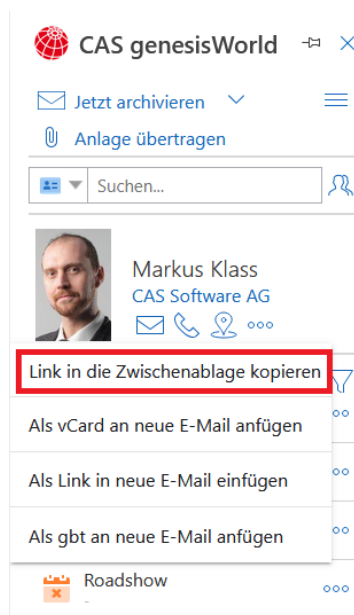 CAS genesisWorld
Jetzt archivieren
Anlage übertragen
Suchen...
Markus Klass
CAS Software AG
Link in die Zwischenablage kopieren
Als vCard an neue E-Mail anfügen
Als Link in neue E-Mail einfügen
Als gbt an neue E-Mail anfügen
Roadshow
-